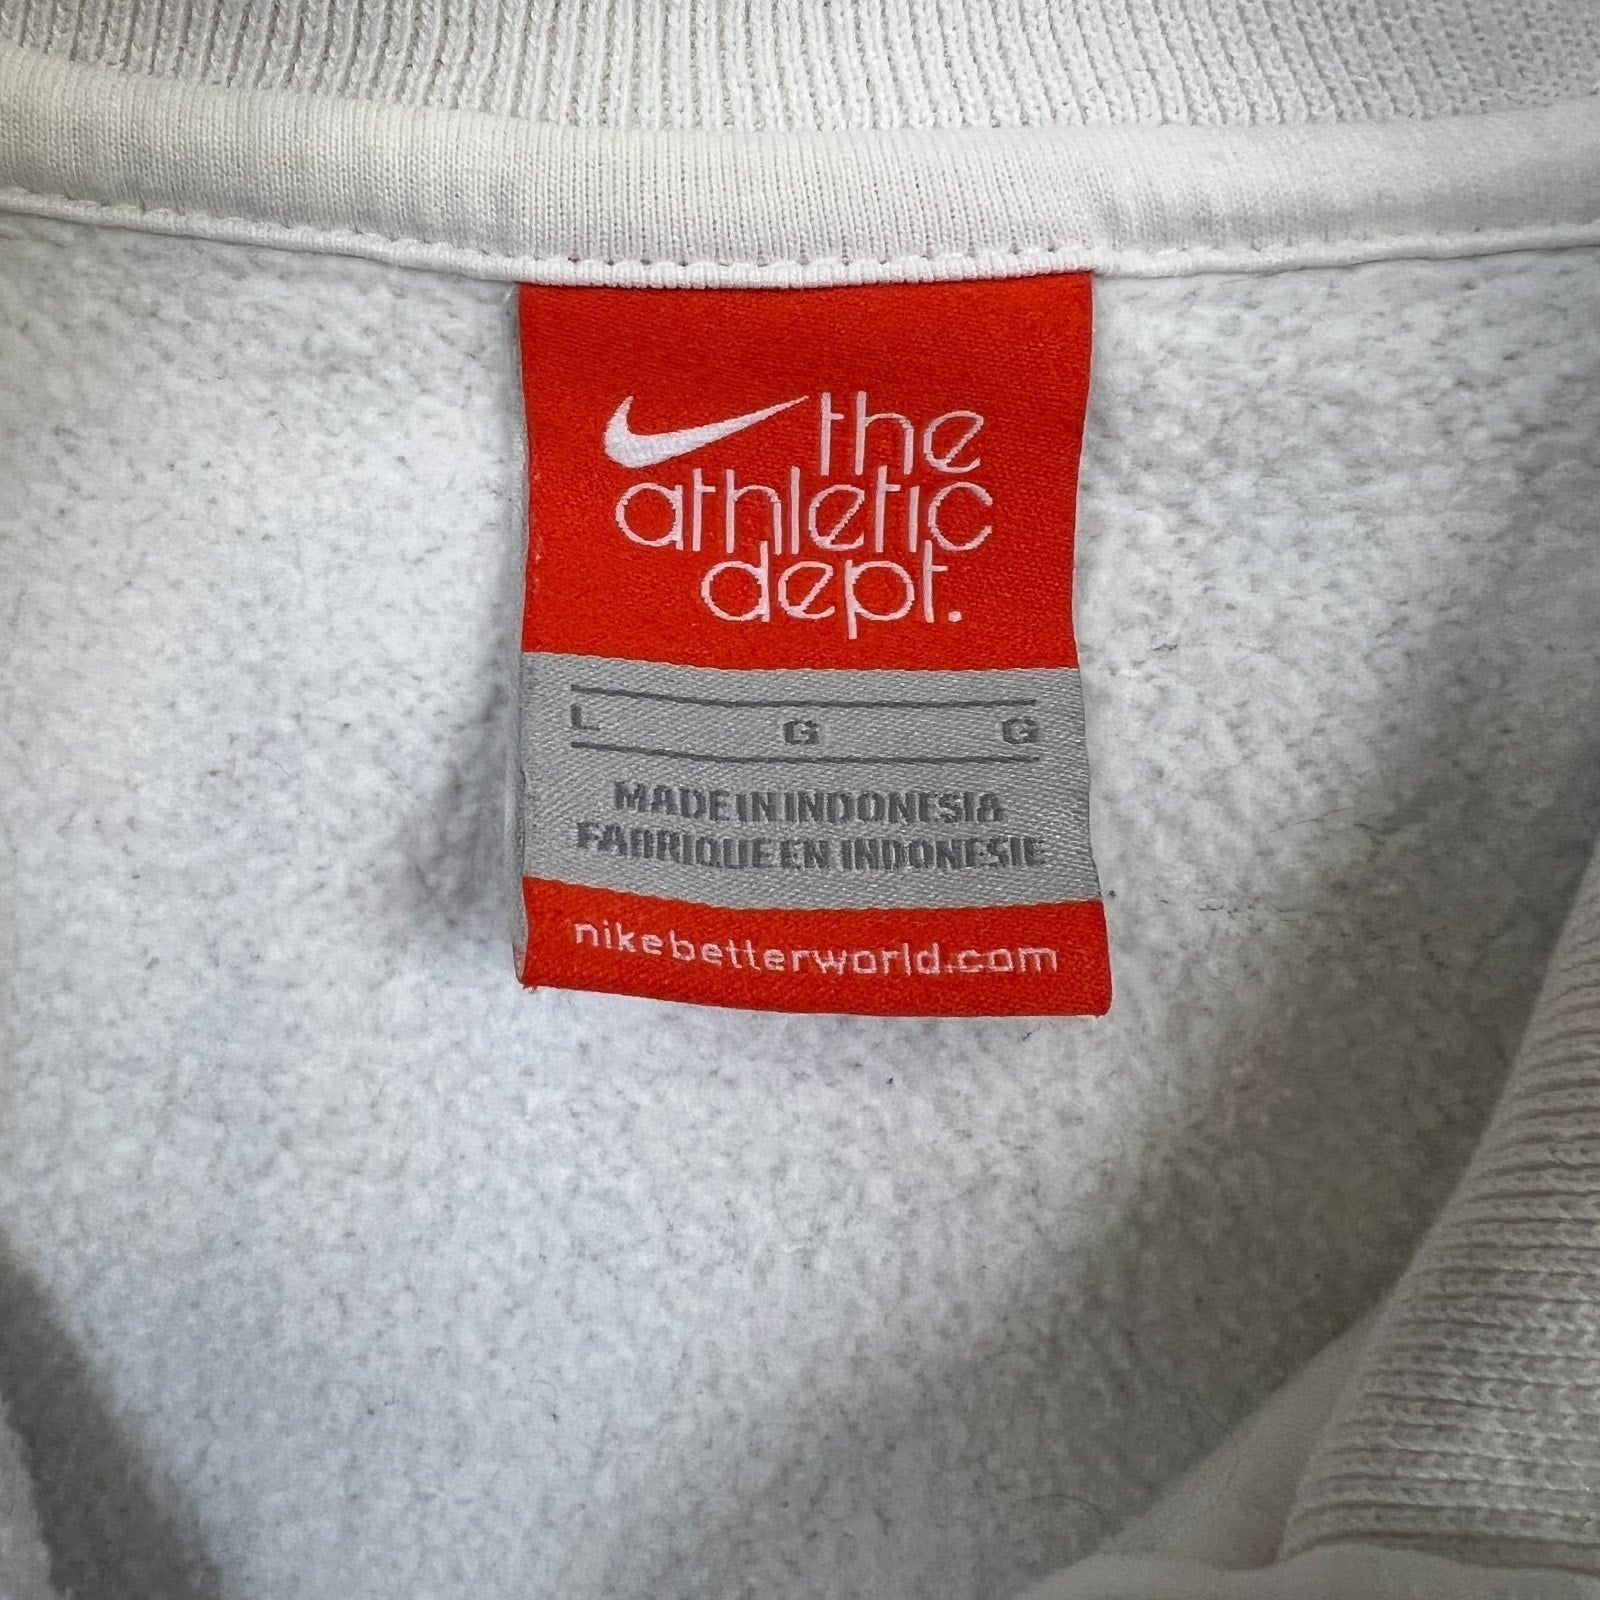 the
athletic
dept.
L G G
MADE IN INDONESIA
FABRIQUE EN INDONESIE
nikebetterworld.com